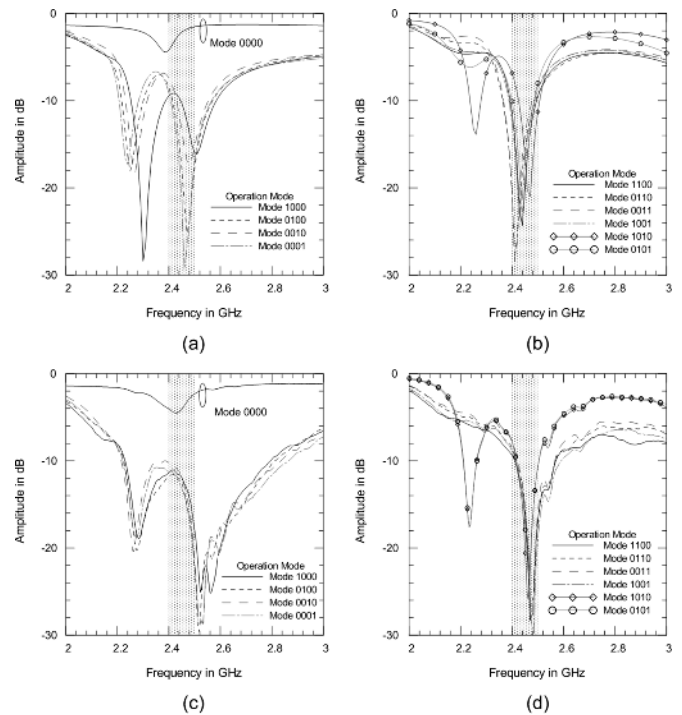 0
-10
-20
-30
Amplitude in dB
Mode 0000
Operation Mode
Mode 1000
Mode 0100
Mode 0010
Mode 0001
2 2.2 2.4 2.6 2.8 3
Frequency in GHz
(a)
0
-10
-20
-30
Amplitude in dB
Operation Mode
Mode 1100
Mode 0110
Mode 0011
Mode 1001
Mode 1010
Mode 0101
2 2.2 2.4 2.6 2.8 3
Frequency in GHz
(b)
0
-10
-20
-30
Amplitude in dB
Mode 0000
Operation Mode
Mode 1000
Mode 0100
Mode 0010
Mode 0001
2 2.2 2.4 2.6 2.8 3
Frequency in GHz
(c)
0
-10
-20
-30
Amplitude in dB
Operation Mode
Mode 1100
Mode 0110
Mode 0011
Mode 1001
Mode 1010
Mode 0101
2 2.2 2.4 2.6 2.8 3
Frequency in GHz
(d)